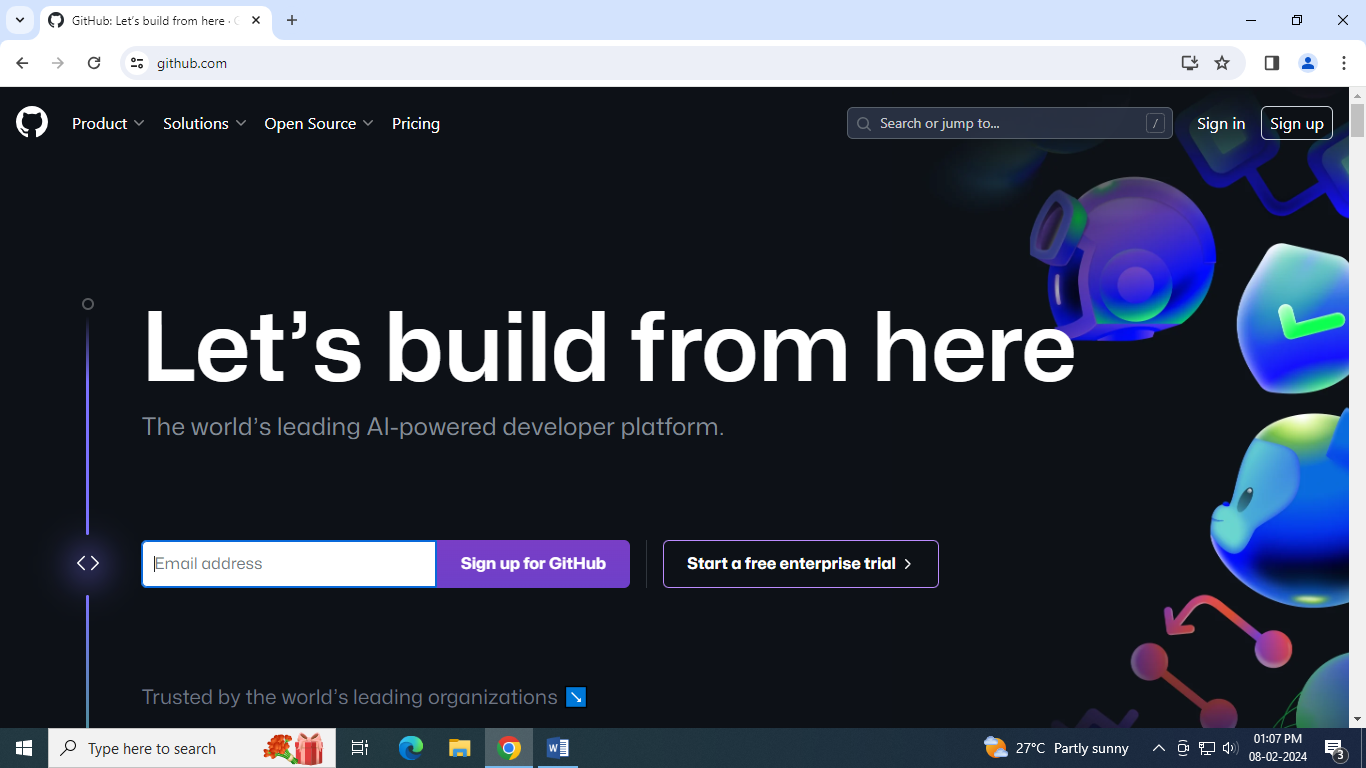 GitHub: Let's build from here ·
github.com
Product
Solutions
Open Source
Pricing
Search or jump to...
/
Sign in
Sign up
Let's build from here
The world's leading AI-powered developer platform.
Email address
Sign up for GitHub
Start a free enterprise trial
Trusted by the world's leading organizations ↘
Type here to search
27°C Partly sunny
01:07 PM
08-02-2024
3